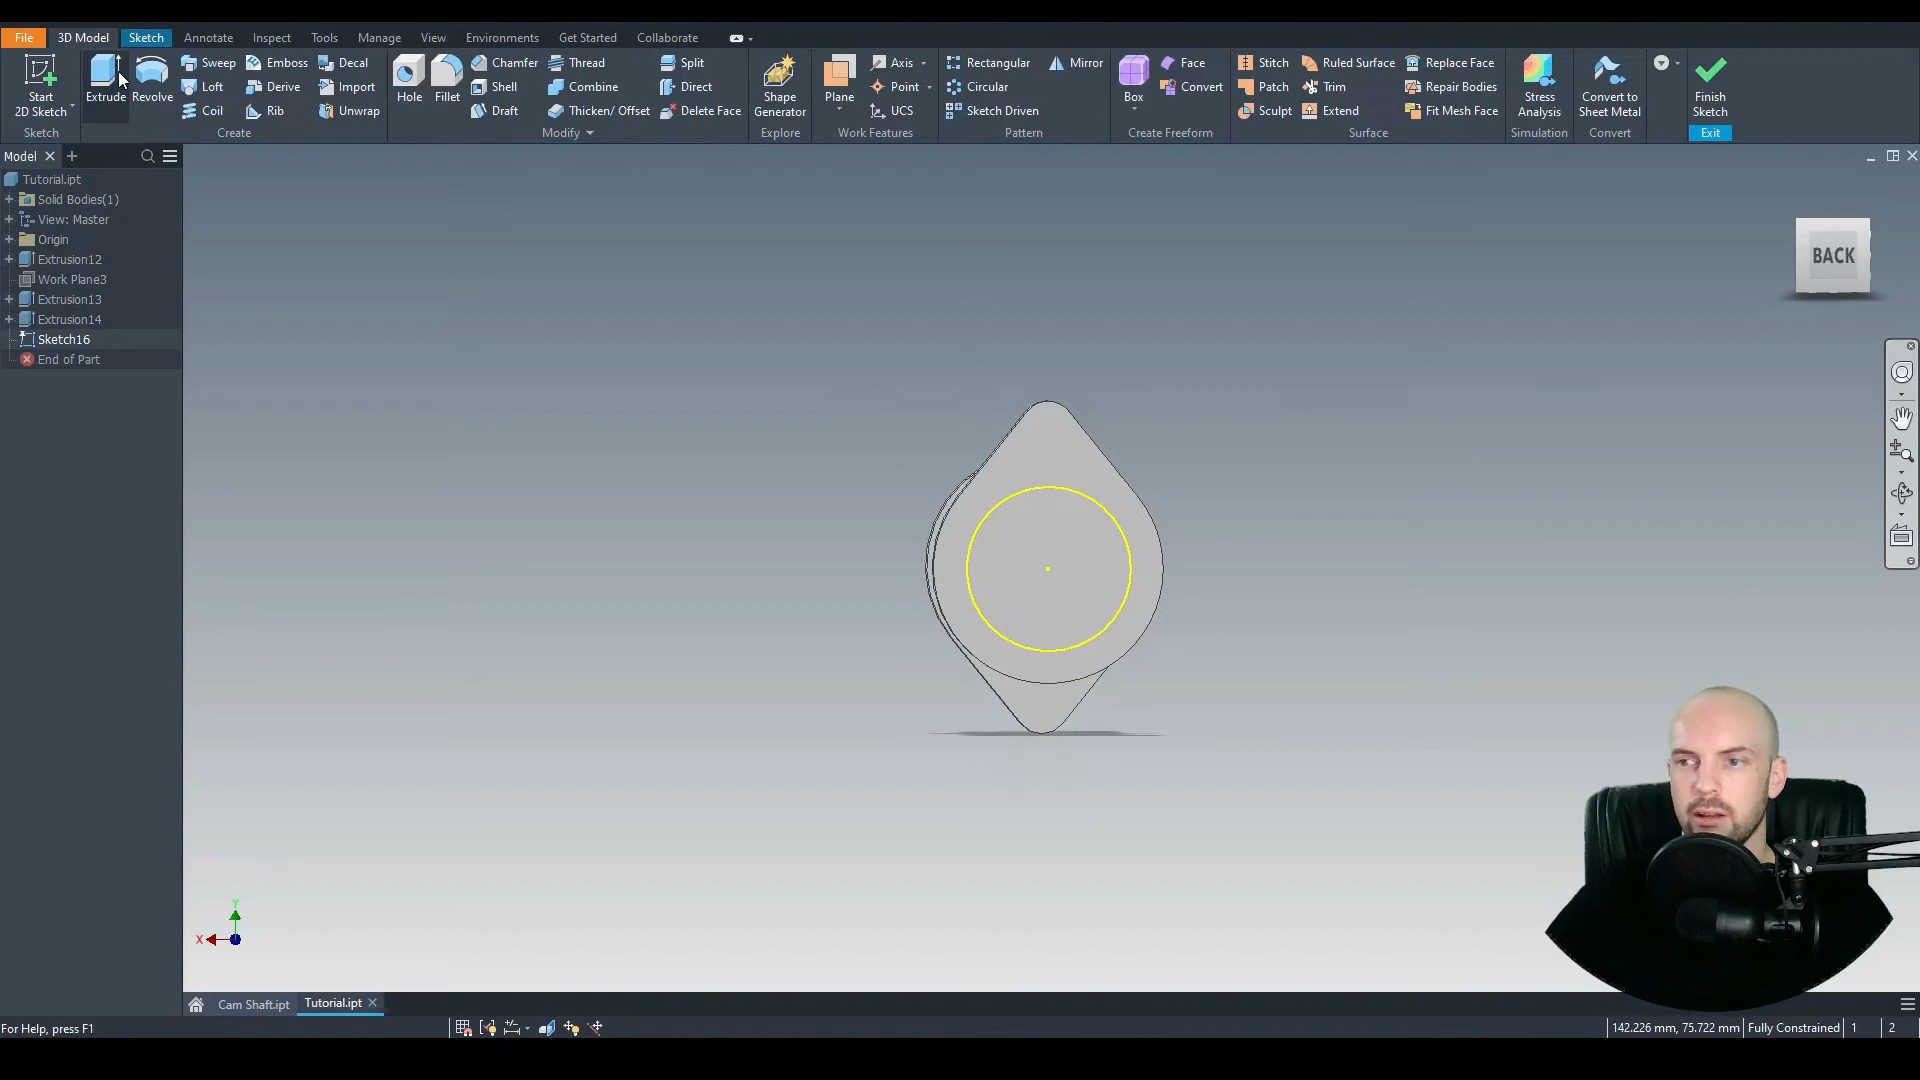 File 3D Model Sketch Annotate Inspect Tools Manage View Environments Get Started Collaborate
Start 2D Sketch
Sketch
Extrude Revolve
Sweep Emboss Decal
Loft Derive Import
Coil Rib Unwrap
Create
Hole Fillet
Chamfer Thread Split
Shell Combine Direct
Draft Thicken/ Offset Delete Face
Modify
Shape Generator
Explore
Plane
Axis
Point
UCS
Work Features
Rectangular Mirror
Circular
Sketch Driven
Pattern
Box
Face
Convert
Create Freeform
Stitch Ruled Surface Replace Face
Patch Trim Repair Bodies
Sculpt Extend Fit Mesh Face
Surface
Stress Analysis
Simulation
Convert to Sheet Metal
Convert
Finish Sketch
Exit
Model
Tutorial.ipt
Solid Bodies(1)
View: Master
Origin
Extrusion12
Work Plane3
Extrusion13
Extrusion14
Sketch16
End of Part
BACK
Y
X
Cam Shaft.ipt Tutorial.ipt
For Help, press F1
142.226 mm, 75.722 mm Fully Constrained 1 2